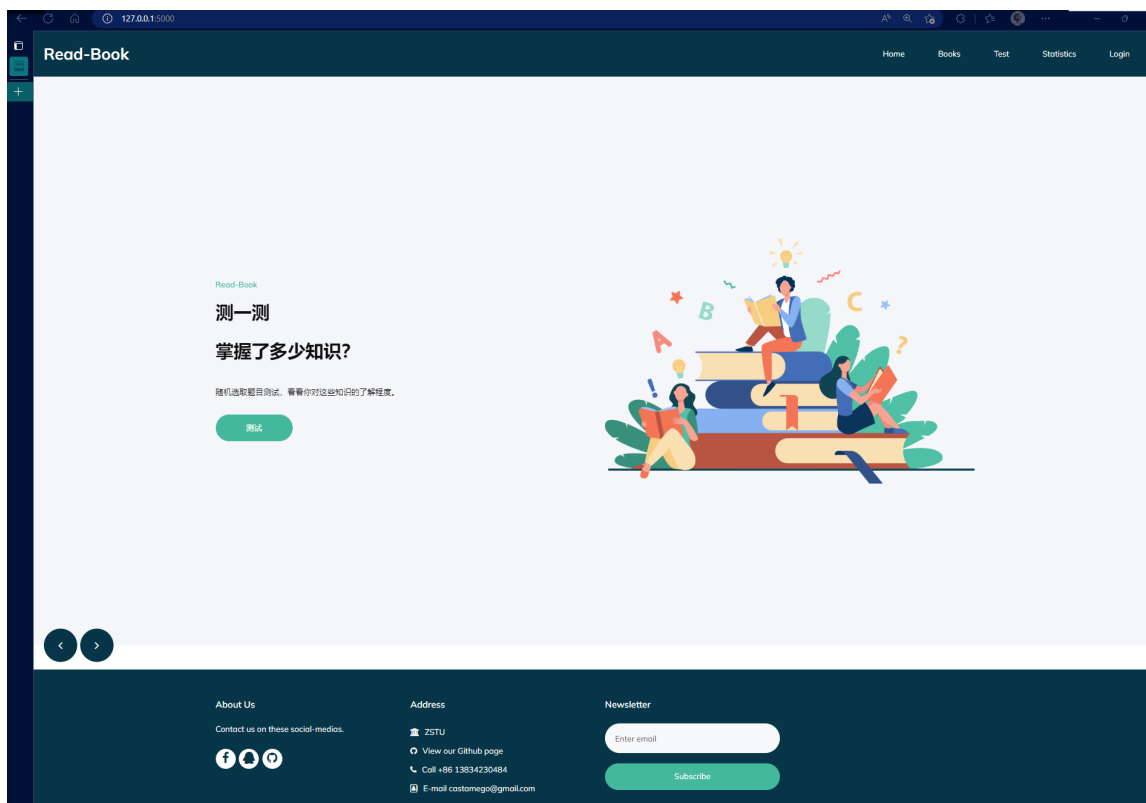 127.0.0.1:5000
Read-Book
Home Books Test Statistics Login
Read-Book
测一测
掌握了多少知识?
随机选取题目测试，看看你对这些知识的了解程度。
测试
A
B
C
?
!
About Us
Contact us on these social-medias.
Address
ZSTU
View our Github page
Call +86 13834230484
E-mail castamego@gmail.com
Newsletter
Enter email
Subscribe